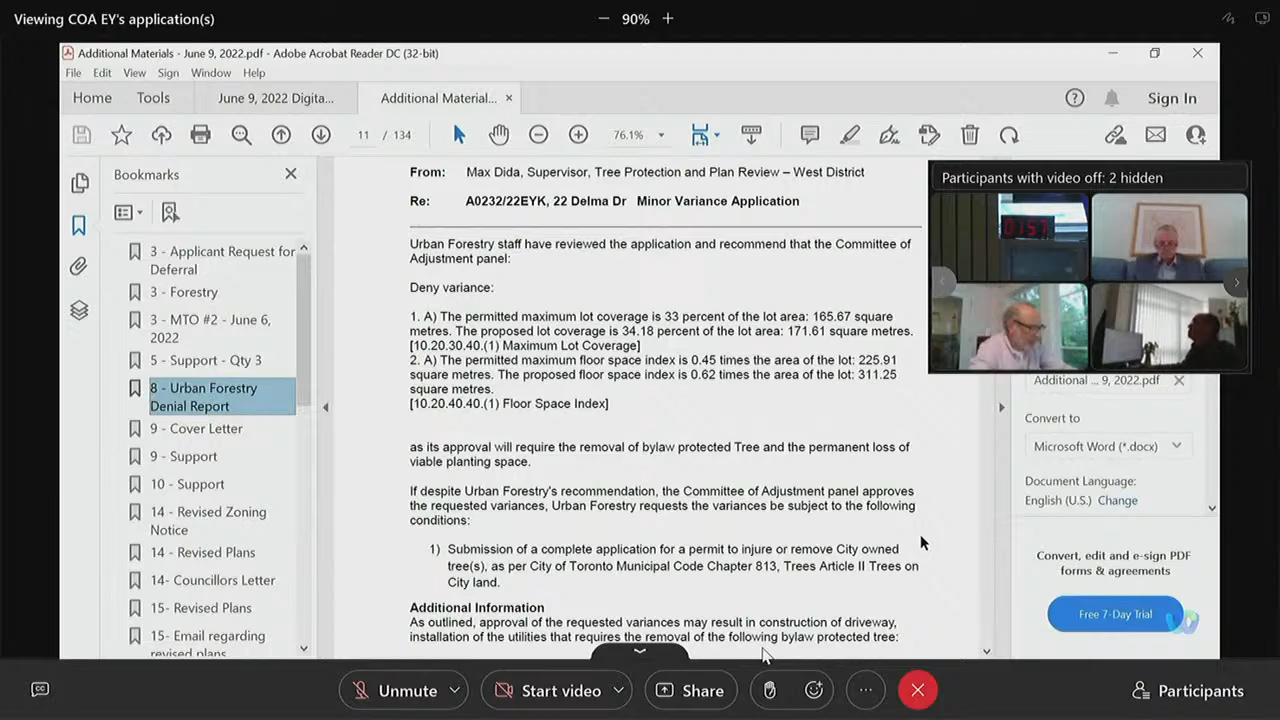 Viewing COA EY's application(s)
90%
Additional Materials - June 9, 2022.pdf - Adobe Acrobat Reader DC (32-bit)
File Edit View Sign Window Help
Home Tools June 9, 2022 Digita... Additional Material... Sign In
11 / 134 76.1%
Bookmarks
3 - Applicant Request for
Deferral
3 - Forestry
3 - MTO #2 - June 6,
2022
5 - Support - Qty 3
8 - Urban Forestry
Denial Report
9 - Cover Letter
9 - Support
10 - Support
14 - Revised Zoning
Notice
14 - Revised Plans
14- Councillors Letter
15- Revised Plans
15- Email regarding
revised plans
From: Max Dida, Supervisor, Tree Protection and Plan Review – West District
Re: A0232/22EYK, 22 Delma Dr Minor Variance Application
Urban Forestry staff have reviewed the application and recommend that the Committee of
Adjustment panel:
Deny variance:
1. A) The permitted maximum lot coverage is 33 percent of the lot area: 165.67 square
metres. The proposed lot coverage is 34.18 percent of the lot area: 171.61 square metres.
[10.20.30.40.(1) Maximum Lot Coverage]
2. A) The permitted maximum floor space index is 0.45 times the area of the lot: 225.91
square metres. The proposed floor space index is 0.62 times the area of the lot: 311.25
square metres.
[10.20.40.40.(1) Floor Space Index]
as its approval will require the removal of bylaw protected Tree and the permanent loss of
viable planting space.
If despite Urban Forestry's recommendation, the Committee of Adjustment panel approves
the requested variances, Urban Forestry requests the variances be subject to the following
conditions:
1) Submission of a complete application for a permit to injure or remove City owned
tree(s), as per City of Toronto Municipal Code Chapter 813, Trees Article II Trees on
City land.
Additional Information
As outlined, approval of the requested variances may result in construction of driveway,
installation of the utilities that requires the removal of the following bylaw protected tree:
Participants with video off: 2 hidden
01:57
Additional ... 9, 2022.pdf
Convert to
Microsoft Word (*.docx)
Document Language:
English (U.S.) Change
Convert, edit and e-sign PDF
forms & agreements
Free 7-Day Trial
CC
Unmute Start video Share Participants